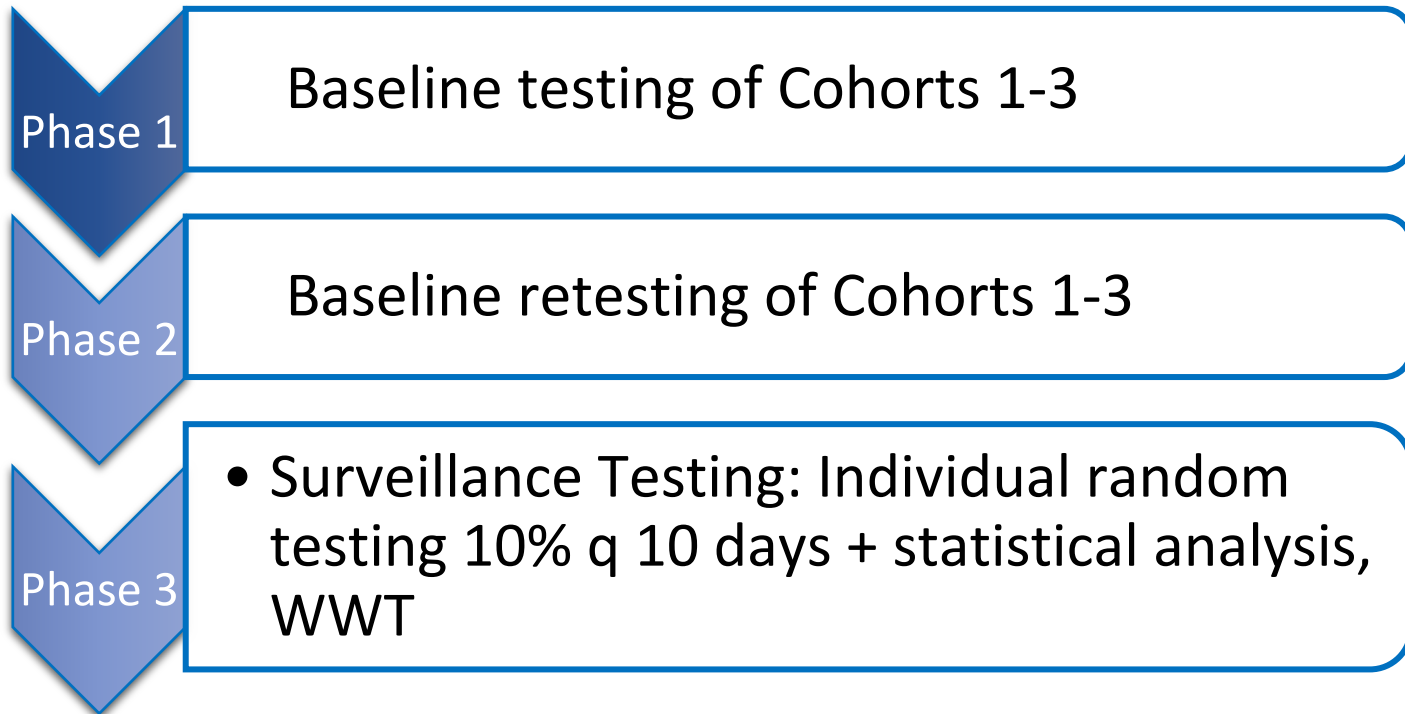 Phase 1
Baseline testing of Cohorts 1-3
Phase 2
Baseline retesting of Cohorts 1-3
Phase 3
• Surveillance Testing: Individual random
testing 10% q 10 days + statistical analysis,
WWT